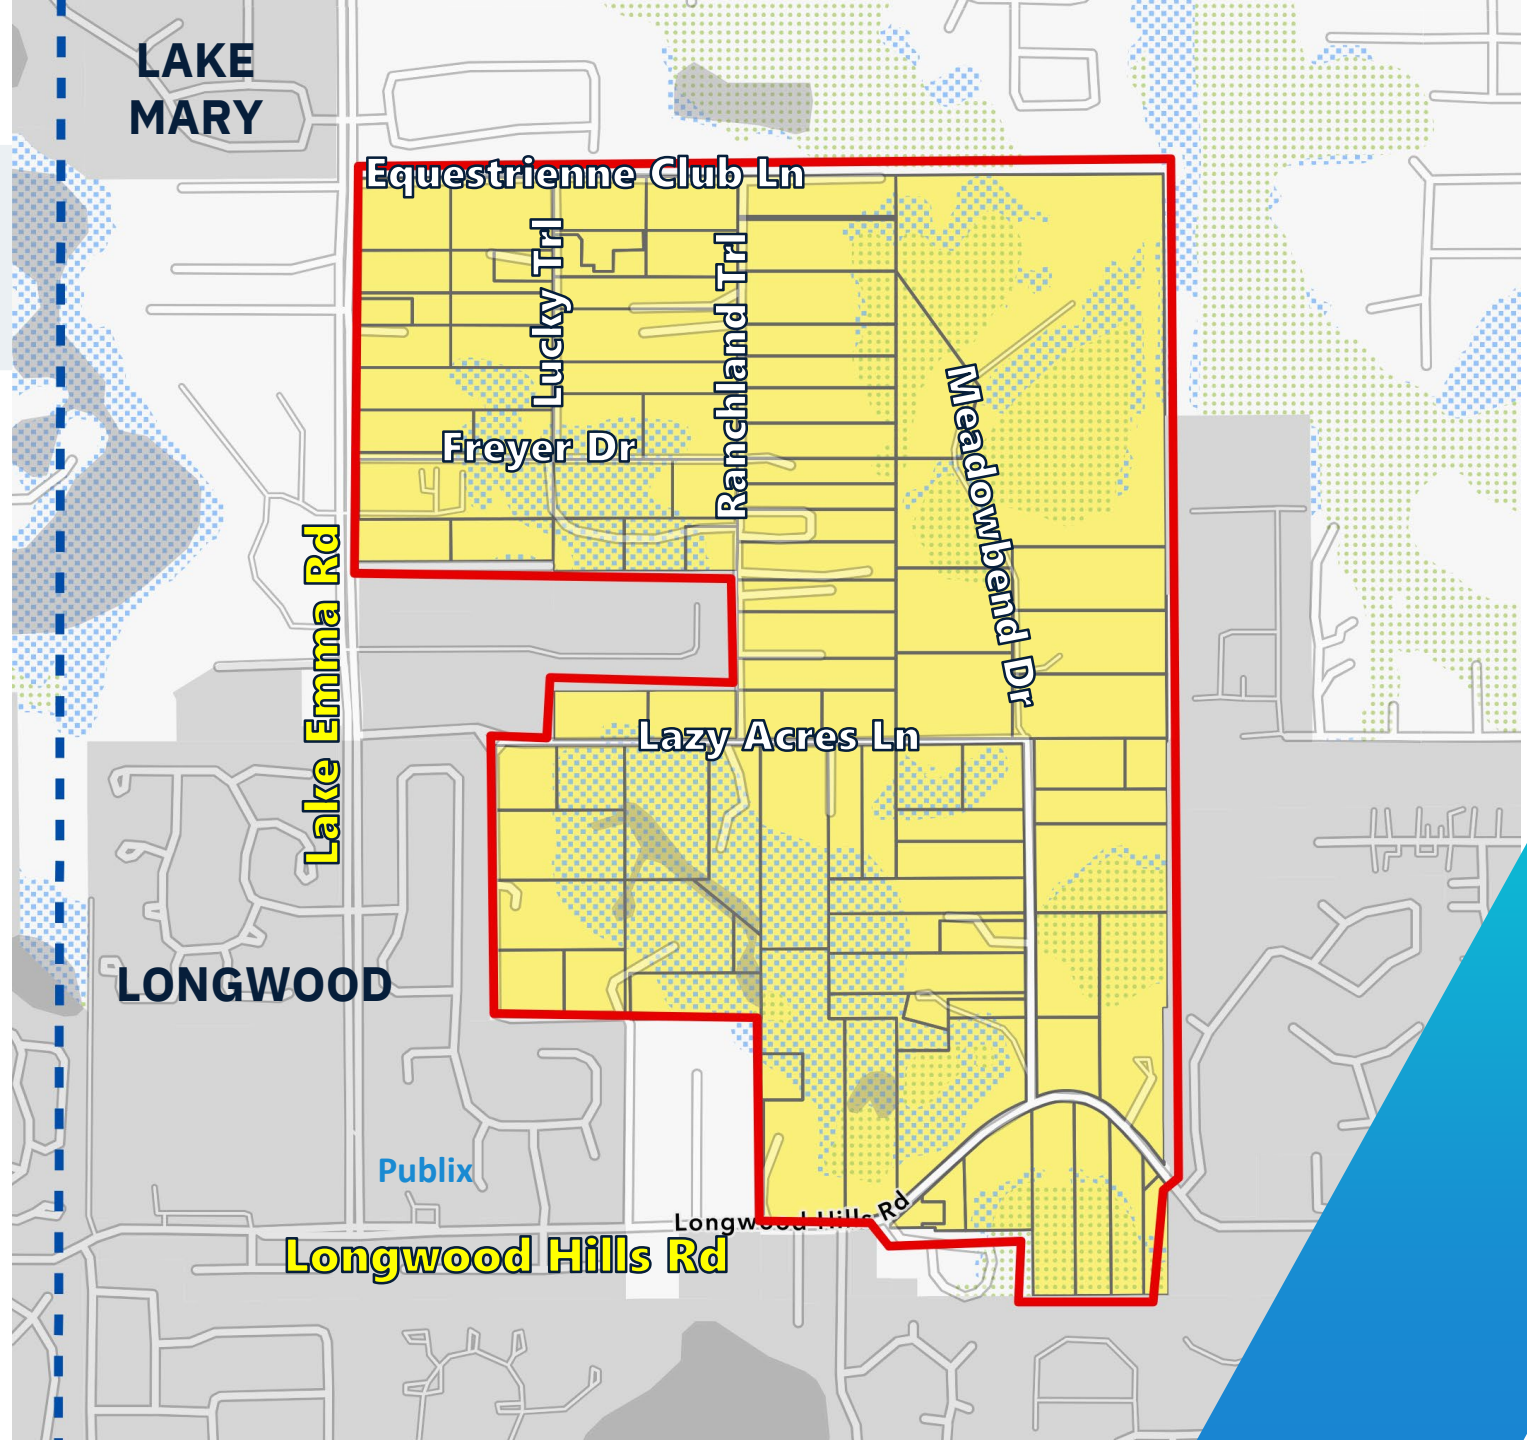 LAKE
MARY
Equestrienne Club Ln
Lucky Trl
Ranchland Trl
Meadowbend Dr
Freyer Dr
Lake Emma Rd
Lazy Acres Ln
LONGWOOD
Publix
Longwood Hills Rd
Longwood Hills Rd